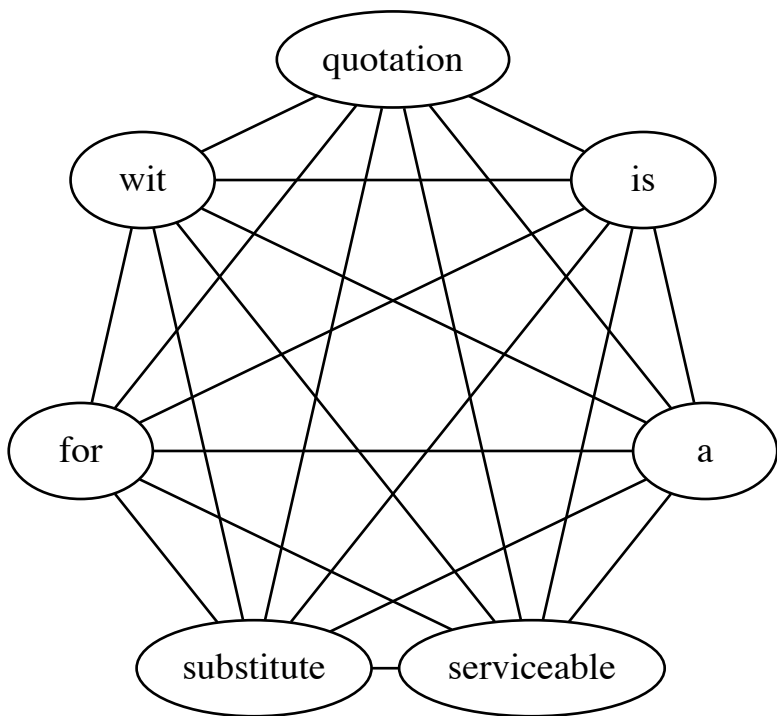 quotation
wit
is
for
a
substitute
serviceable